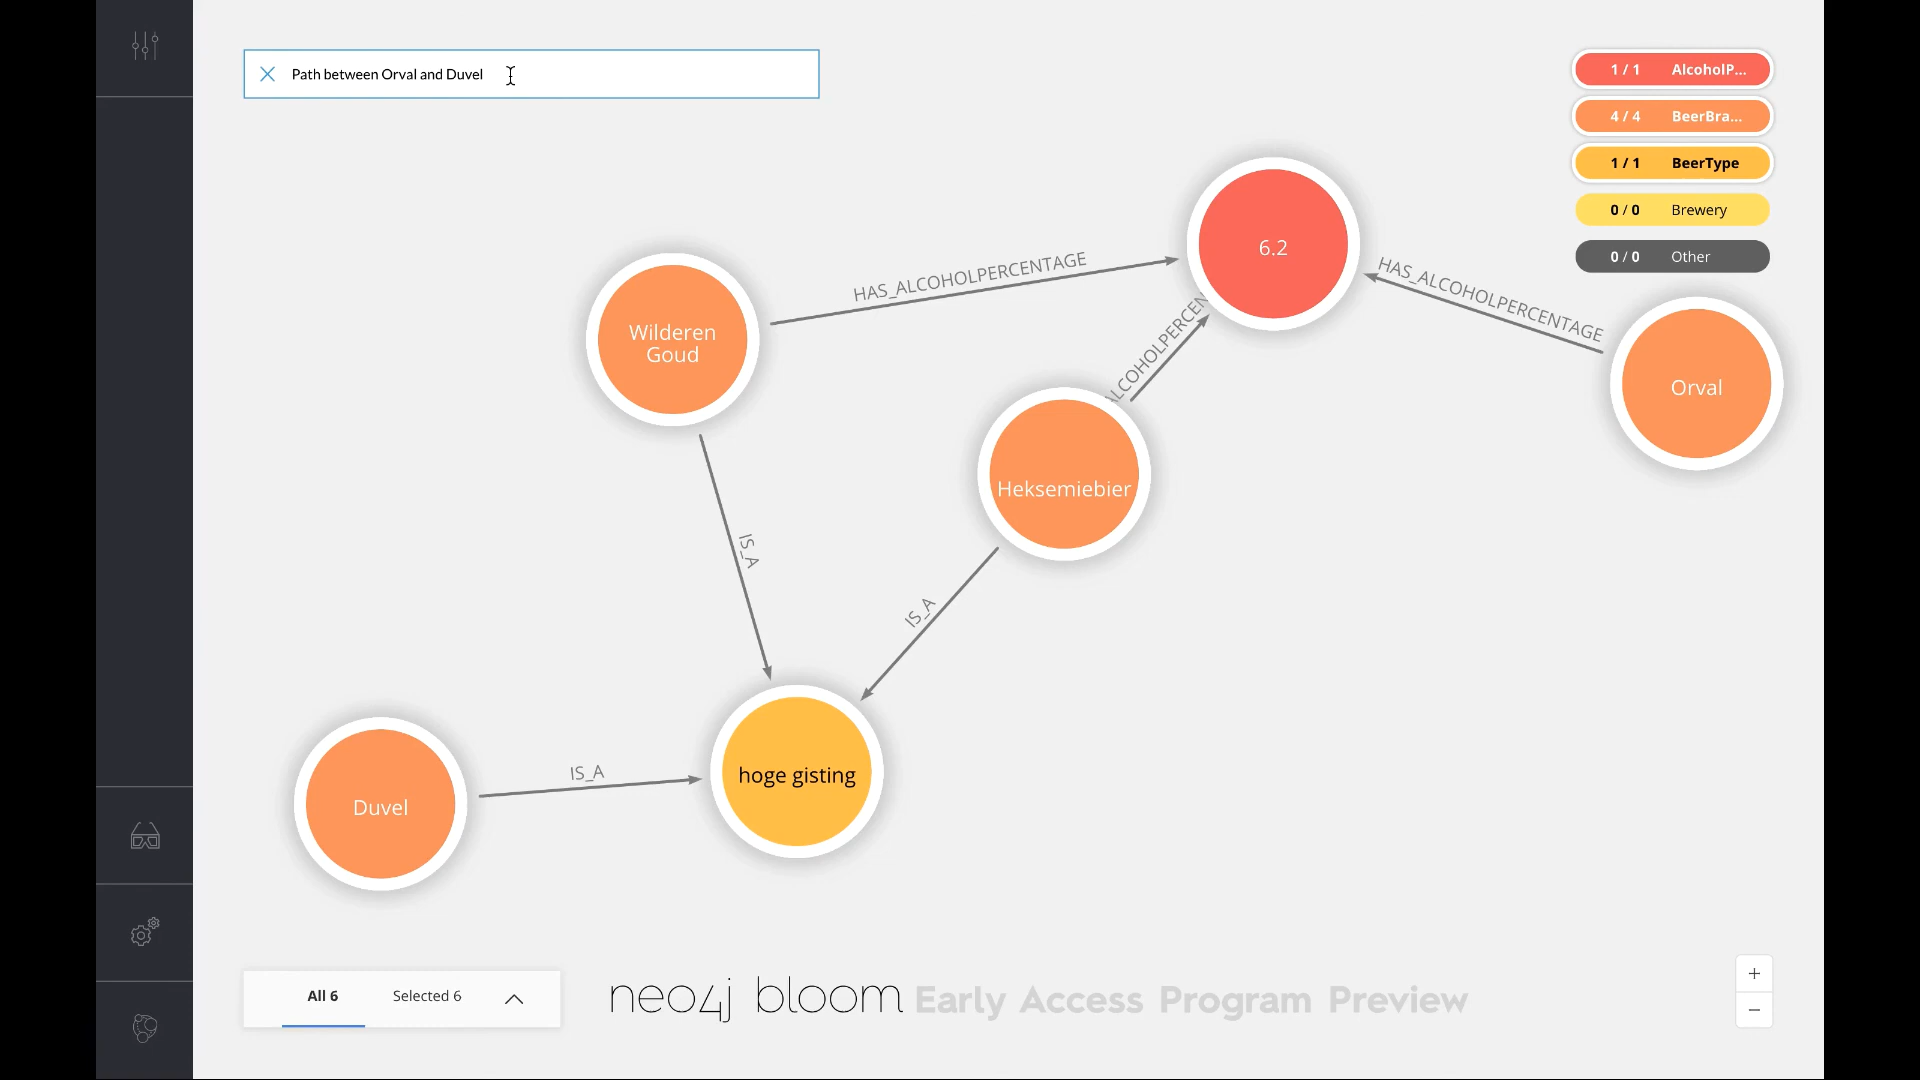 Path between Orval and Duvel
1 / 1 AlcoholP...
4 / 4 BeerBra...
1 / 1 BeerType
0 / 0 Brewery
0 / 0 Other
6.2
HAS_ALCOHOLPERCENTAGE
HAS_ALCOHOLPERCENTAGE
Wilderen
Goud
ALCOHOLPERCEN
Orval
Heksemiebier
IS_A
IS_A
hoge gisting
IS_A
Duvel
All 6
Selected 6
neo4j bloom Early Access Program Preview